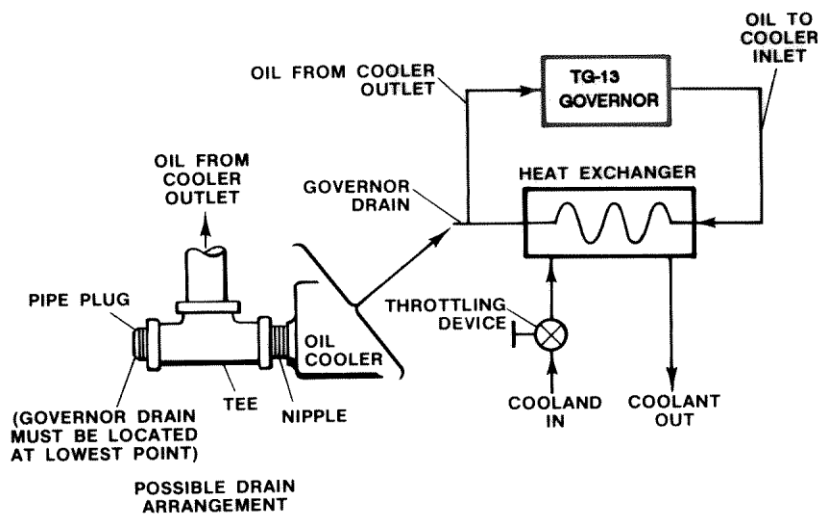 OIL TO
COOLER
INLET
OIL FROM COOLER
OUTLET
TG-13
GOVERNOR
OIL FROM
COOLER
OUTLET
GOVERNOR
DRAIN
HEAT EXCHANGER
PIPE PLUG
THROTTLING
DEVICE
OIL
COOLER
TEE
NIPPLE
(GOVERNOR DRAIN
MUST BE LOCATED
AT LOWEST POINT)
COOLAND
IN
COOLANT
OUT
POSSIBLE DRAIN
ARRANGEMENT